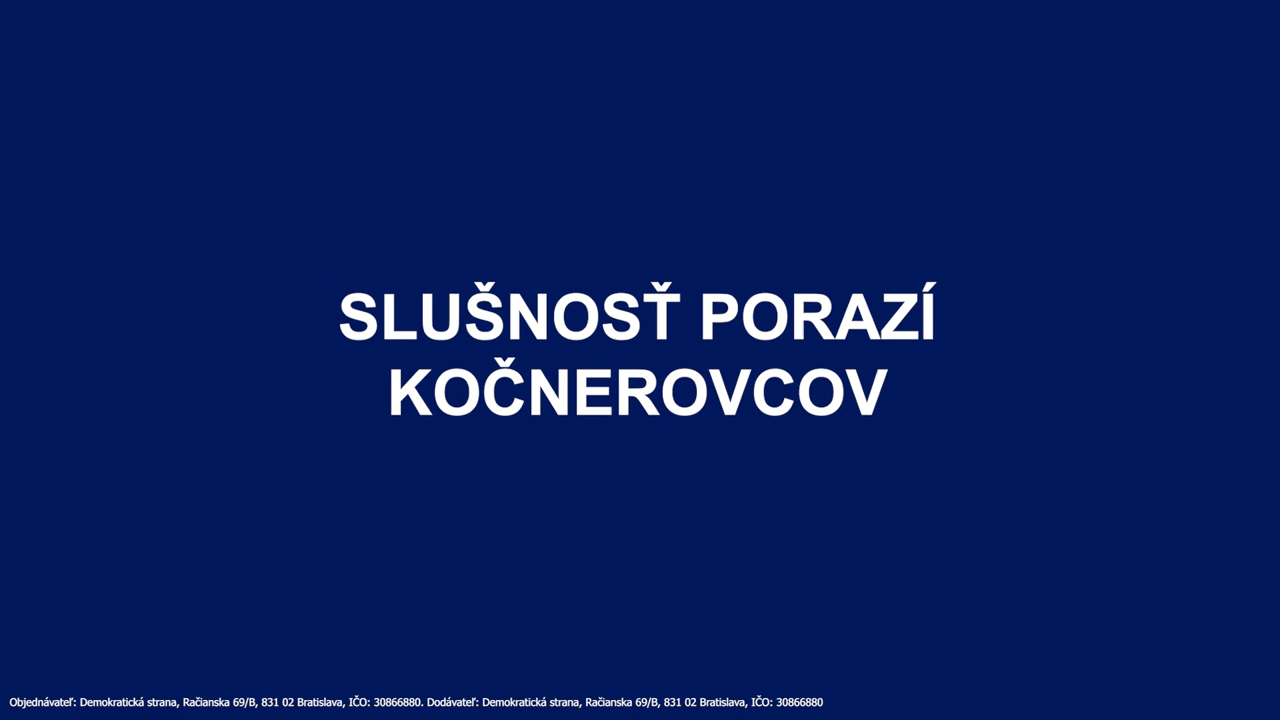 SLUŠNOSŤ PORAZÍ
KOČNEROVCOV
Objednávateľ: Demokratická strana, Račianska 69/B, 831 02 Bratislava, IČO: 30866880. Dodávateľ: Demokratická strana, Račianska 69/B, 831 02 Bratislava, IČO: 30866880